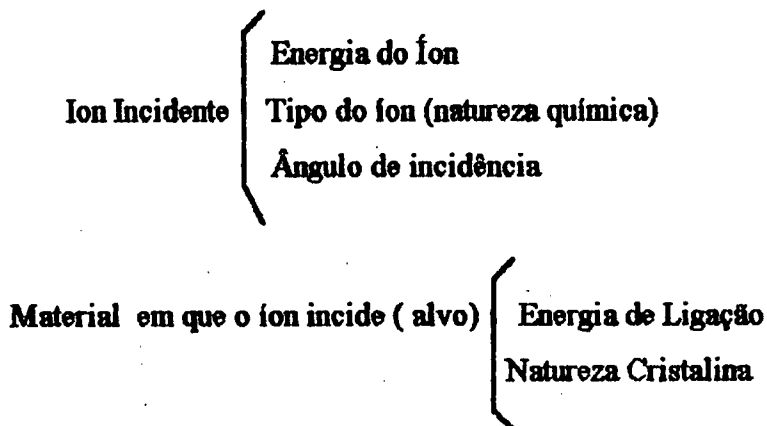 Energia do Íon
Ion Incidente Tipo do íon (natureza química)
Ângulo de incidência
Material em que o íon incide ( alvo) Energia de Ligação
Natureza Cristalina